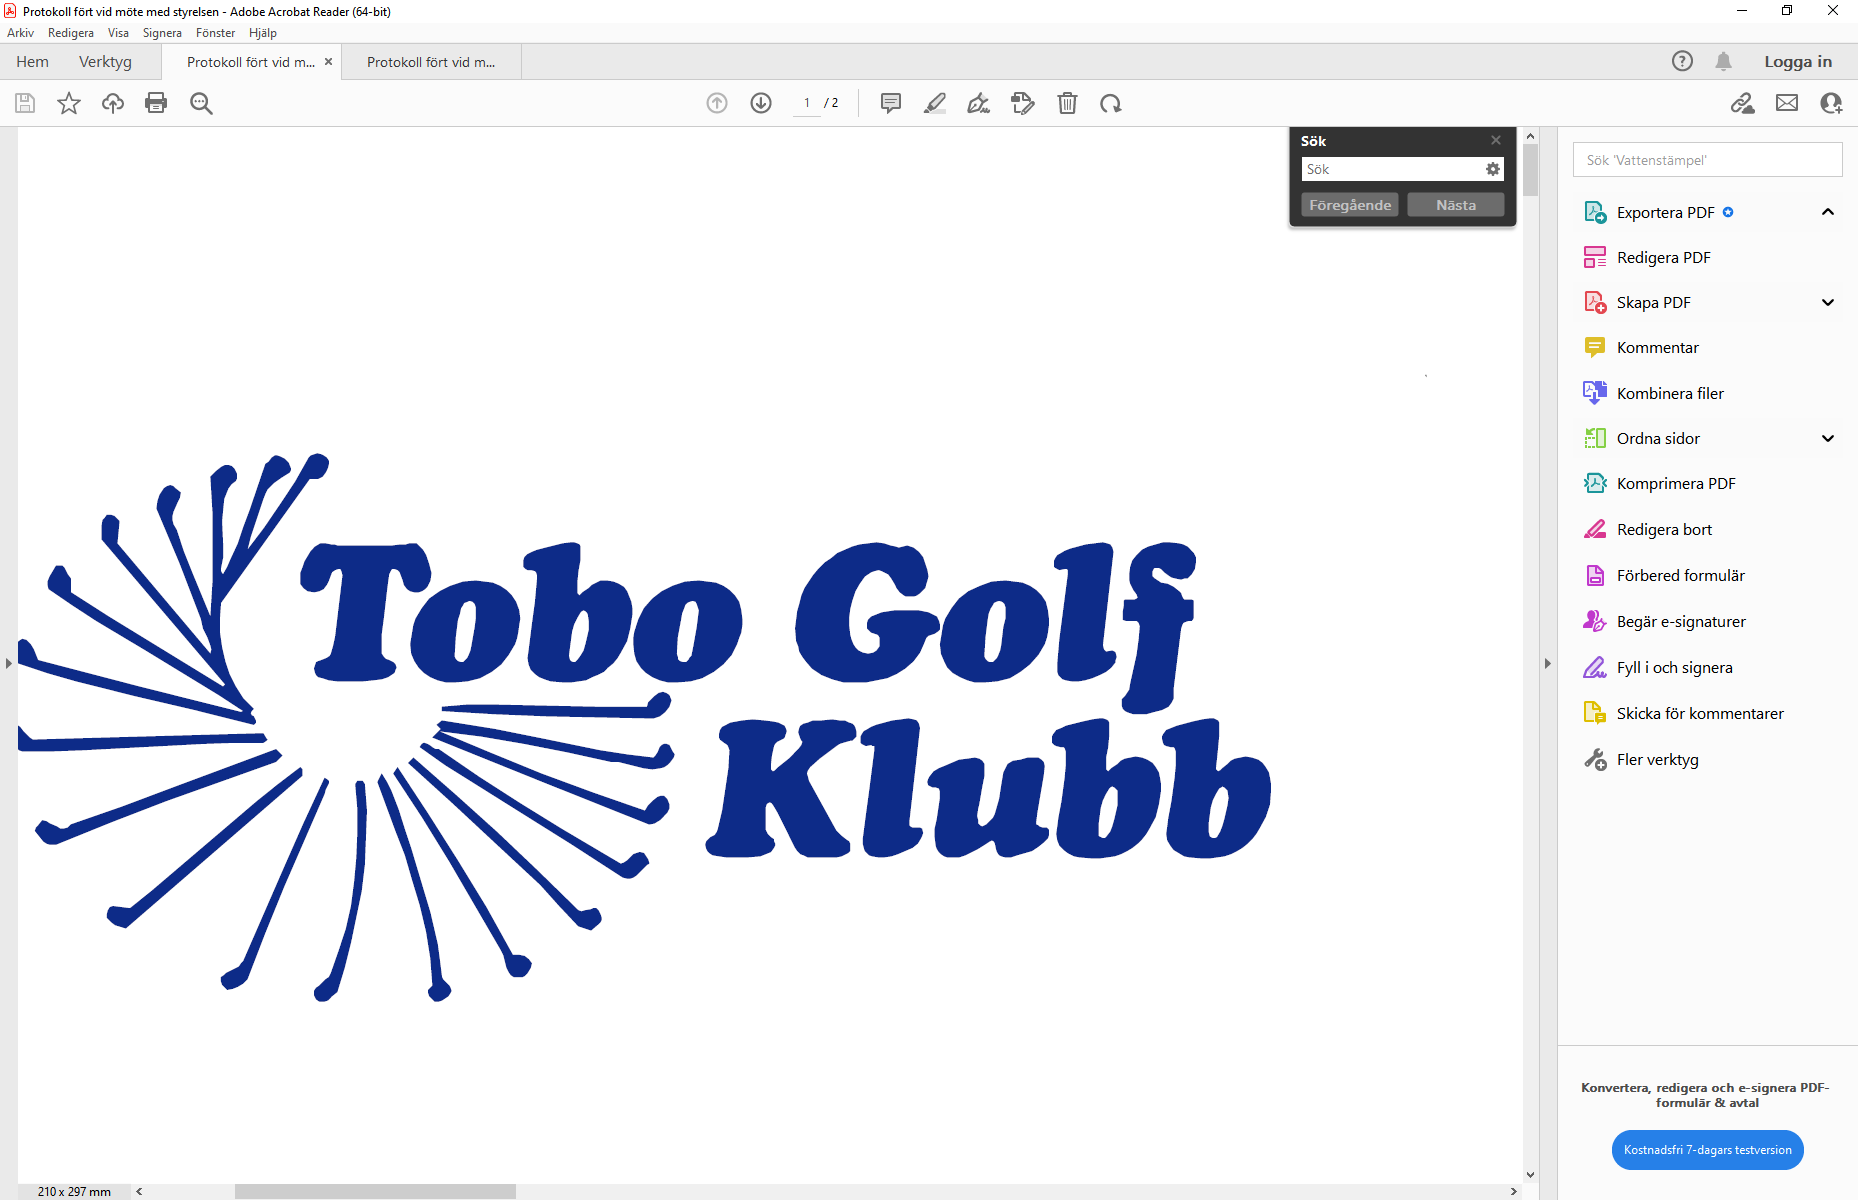 Protokoll fört vid möte med styrelsen - Adobe Acrobat Reader (64-bit)
Arkiv Redigera Visa Signera Fönster Hjälp
Hem Verktyg Protokoll fört vid m... Protokoll fört vid m... Logga in
1 / 2
Sök
Sök
Föregående Nästa
Sök 'Vattenstämpel'
Exportera PDF
Redigera PDF
Skapa PDF
Kommentar
Kombinera filer
Ordna sidor
Komprimera PDF
Redigera bort
Förbered formulär
Begär e-signaturer
Fyll i och signera
Skicka för kommentarer
Fler verktyg
Tobo Golf
Klubb
Konvertera, redigera och e-signera PDF-
formulär & avtal
Kostnadsfri 7-dagars testversion
210 x 297 mm